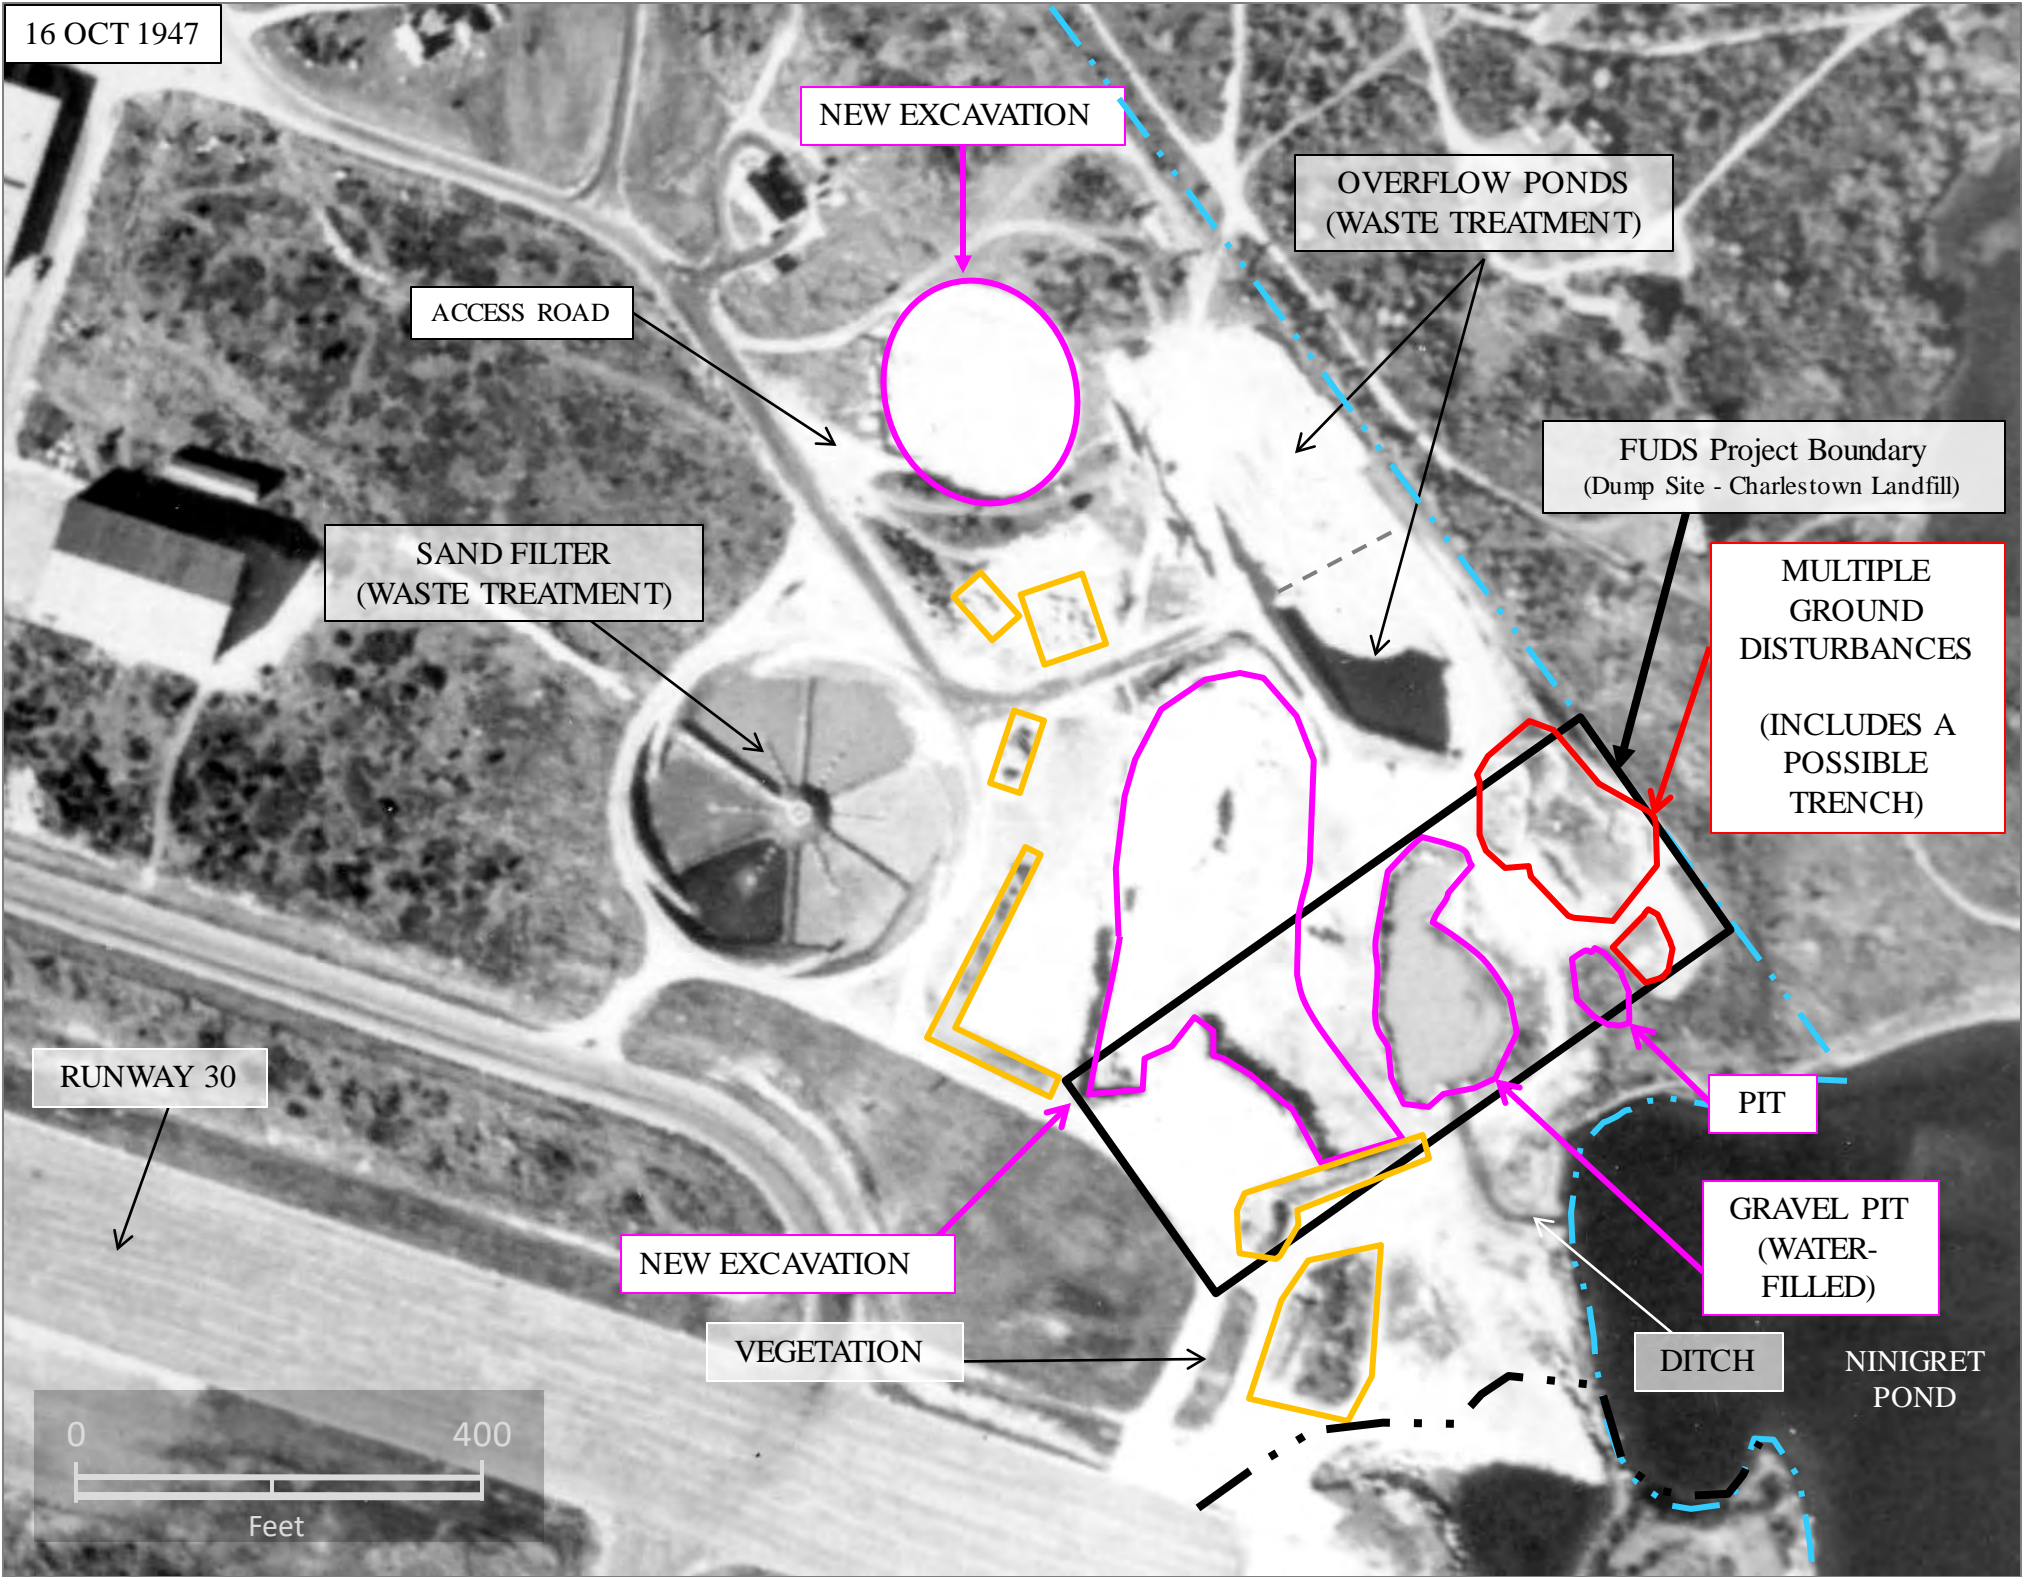 16 OCT 1947
NEW EXCAVATION
OVERFLOW PONDS
(WASTE TREATMENT)
ACCESS ROAD
FUDS Project Boundary
(Dump Site - Charlestown Landfill)
SAND FILTER
(WASTE TREATMENT)
MULTIPLE
GROUND
DISTURBANCES
(INCLUDES A
POSSIBLE
TRENCH)
RUNWAY 30
PIT
GRAVEL PIT
(WATER-
FILLED)
NEW EXCAVATION
VEGETATION
DITCH
NINIGRET
POND
0 400
Feet